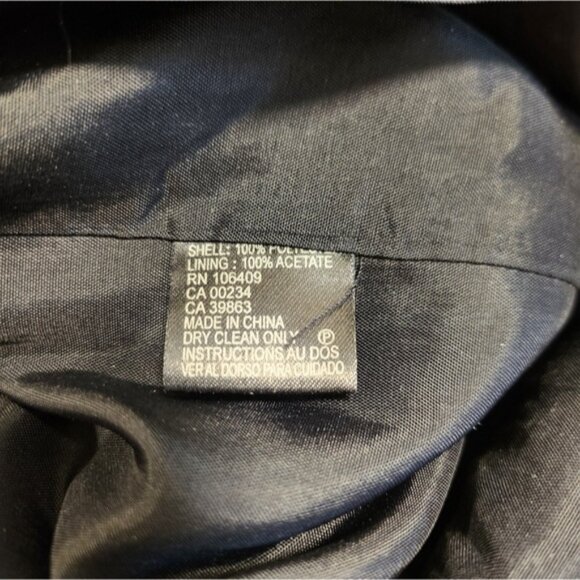 SHELL: 100%
LINING : 100% ACETATE
RN 106409
CA 00234
CA 39863
MADE IN CHINA
DRY CLEAN ONLY Ⓟ
INSTRUCTIONS AU DOS
VER AL DORSO PARA CUIDADO